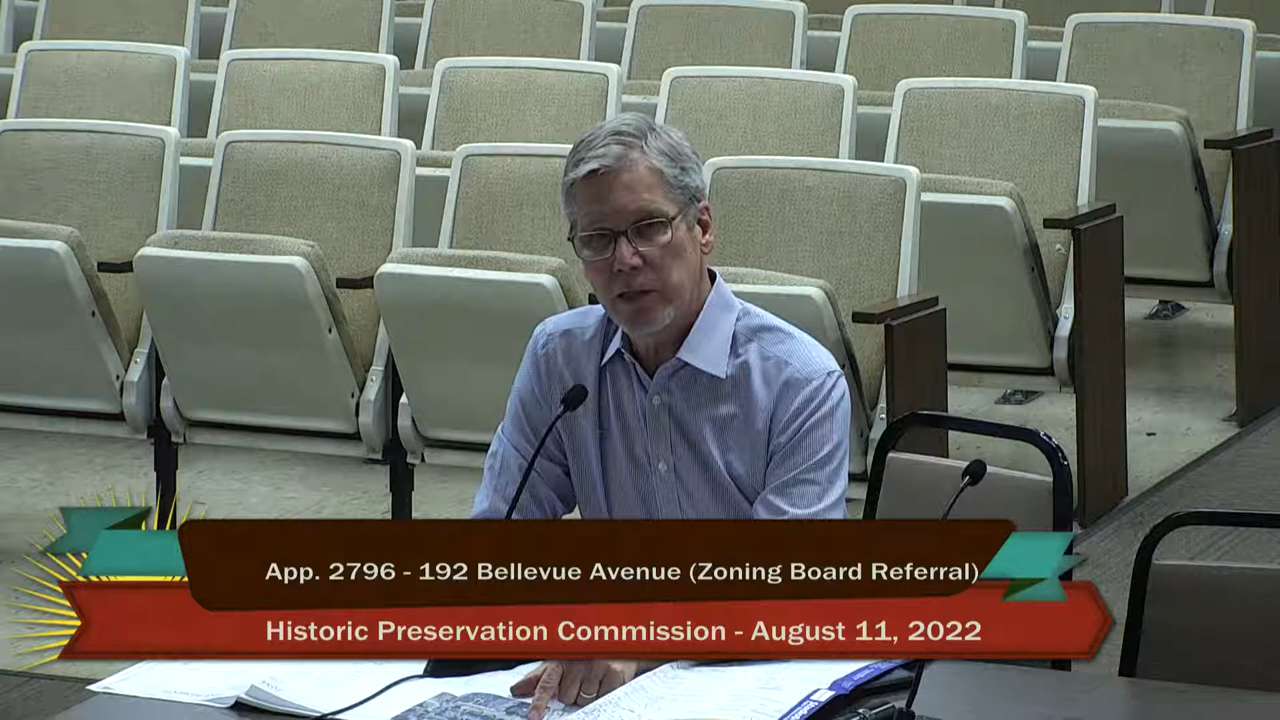 App. 2796 - 192 Bellevue Avenue (Zoning Board Referral)
Historic Preservation Commission - August 11, 2022